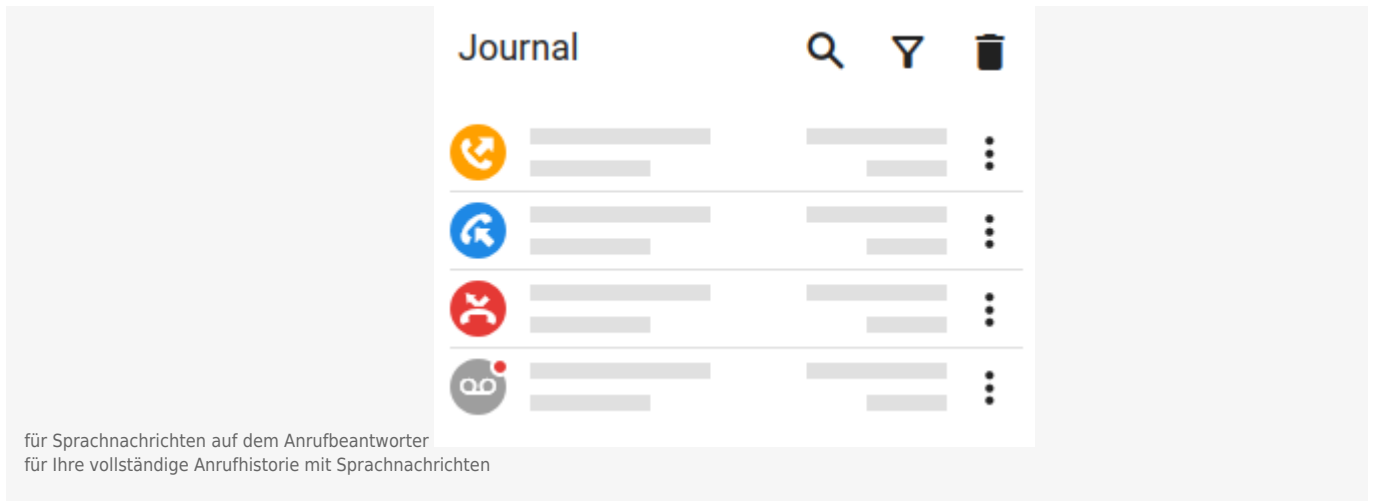 Journal
für Sprachnachrichten auf dem Anrufbeantworter
für Ihre vollständige Anrufhistorie mit Sprachnachrichten